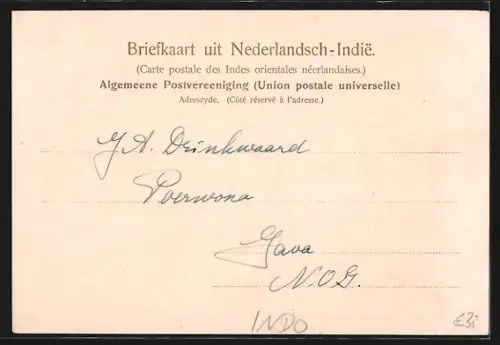 Briefkaart uit Nederlandsch-Indië.
(Carte postale des Indes orientales néerlandaises.)
Algemeene Postvereeniging (Union postale universelle)
Adreszyde. (Côté réservé à l'adresse.)
J. A. Drinkwaard
Poerwona
Java
N.O.I.
INDO